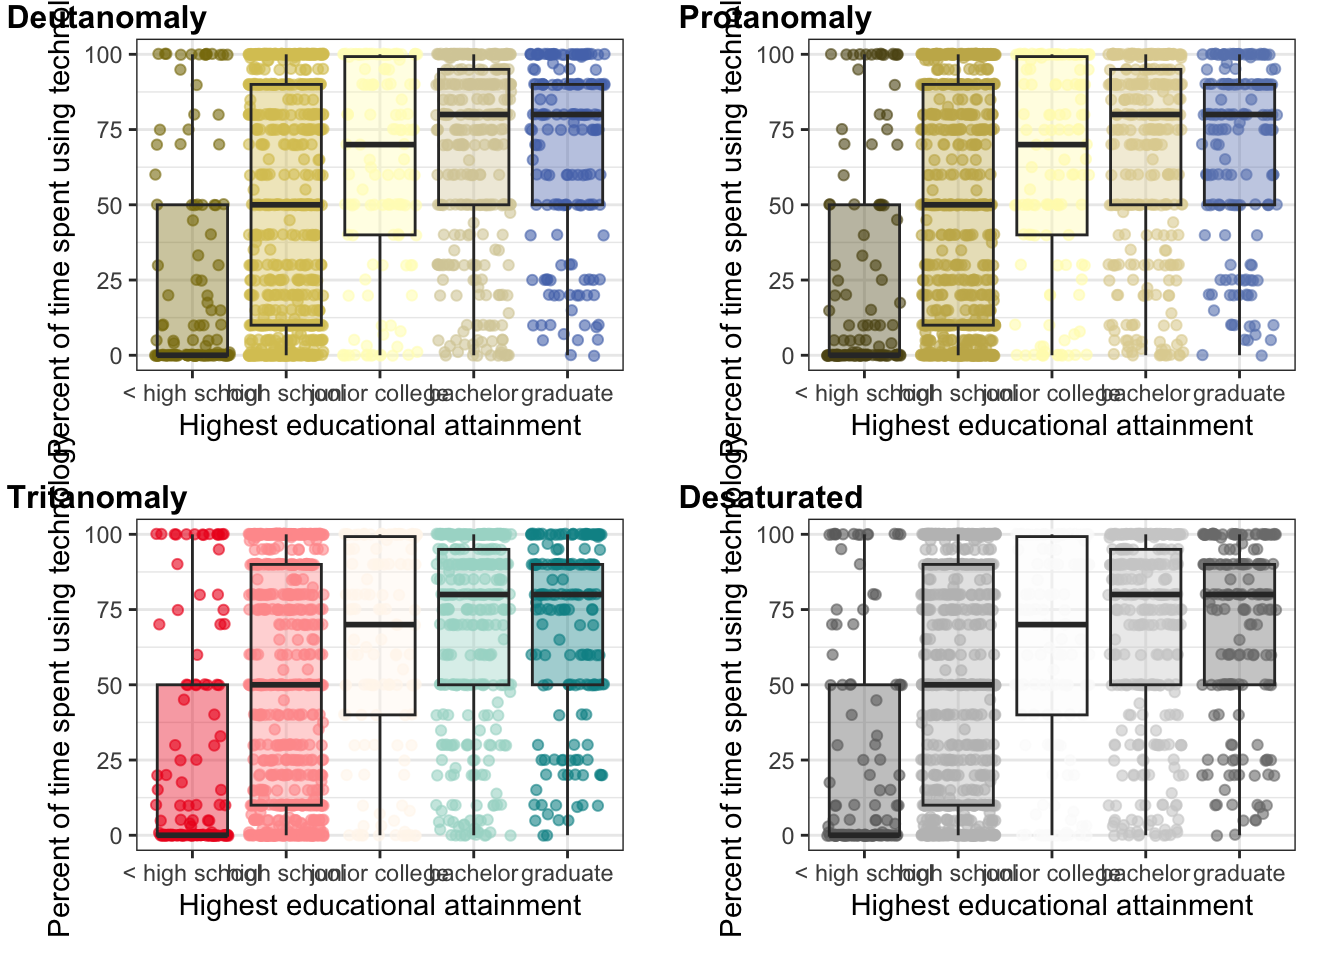 Deutanomaly
Percent of time spent using technology
100
75
50
25
0
< high school
high school
junior college
bachelor
graduate
Highest educational attainment
Protanomaly
Percent of time spent using technology
100
75
50
25
0
< high school
high school
junior college
bachelor
graduate
Highest educational attainment
Tritanomaly
Percent of time spent using technology
100
75
50
25
0
< high school
high school
junior college
bachelor
graduate
Highest educational attainment
Desaturated
Percent of time spent using technology
100
75
50
25
0
< high school
high school
junior college
bachelor
graduate
Highest educational attainment